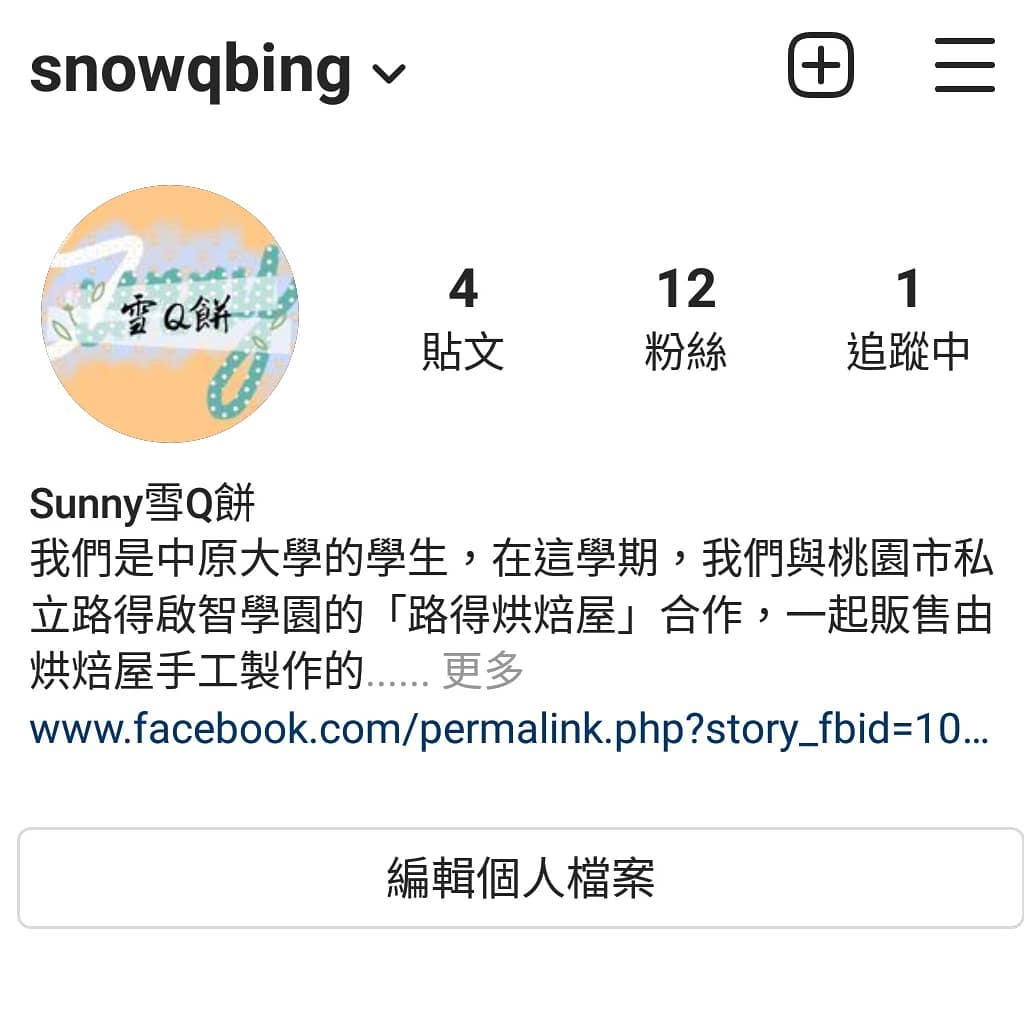 snowqbing
Sunny
雪Q餅
4
貼文
12
粉絲
1
追蹤中
Sunny雪Q餅
我們是中原大學的學生，在這學期，我們與桃園市私
立路得啟智學園的「路得烘焙屋」合作，一起販售由
烘焙屋手工製作的...... 更多
www.facebook.com/permalink.php?story_fbid=10...
編輯個人檔案